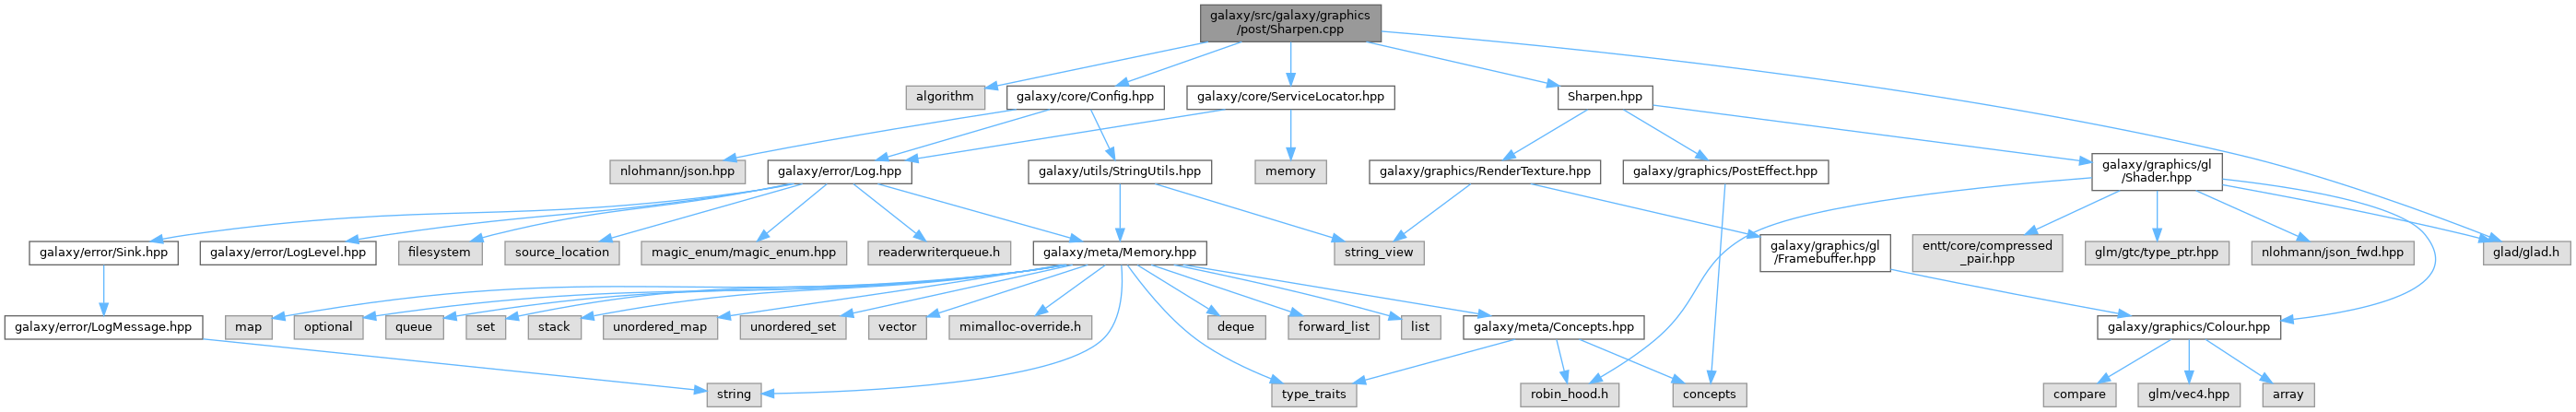 galaxy/src/galaxy/graphics
/post/Sharpen.cpp
algorithm
galaxy/core/Config.hpp
galaxy/core/ServiceLocator.hpp
Sharpen.hpp
nlohmann/json.hpp
galaxy/error/Log.hpp
galaxy/utils/StringUtils.hpp
memory
galaxy/graphics/RenderTexture.hpp
galaxy/graphics/PostEffect.hpp
galaxy/graphics/gl
/Shader.hpp
galaxy/error/Sink.hpp
galaxy/error/LogLevel.hpp
filesystem
source_location
magic_enum/magic_enum.hpp
readerwriterqueue.h
galaxy/meta/Memory.hpp
string_view
galaxy/graphics/gl
/Framebuffer.hpp
entt/core/compressed
_pair.hpp
glm/gtc/type_ptr.hpp
nlohmann/json_fwd.hpp
glad/glad.h
galaxy/error/LogMessage.hpp
map
optional
queue
set
stack
unordered_map
unordered_set
vector
mimalloc-override.h
deque
forward_list
list
galaxy/meta/Concepts.hpp
galaxy/graphics/Colour.hpp
string
type_traits
robin_hood.h
concepts
compare
glm/vec4.hpp
array